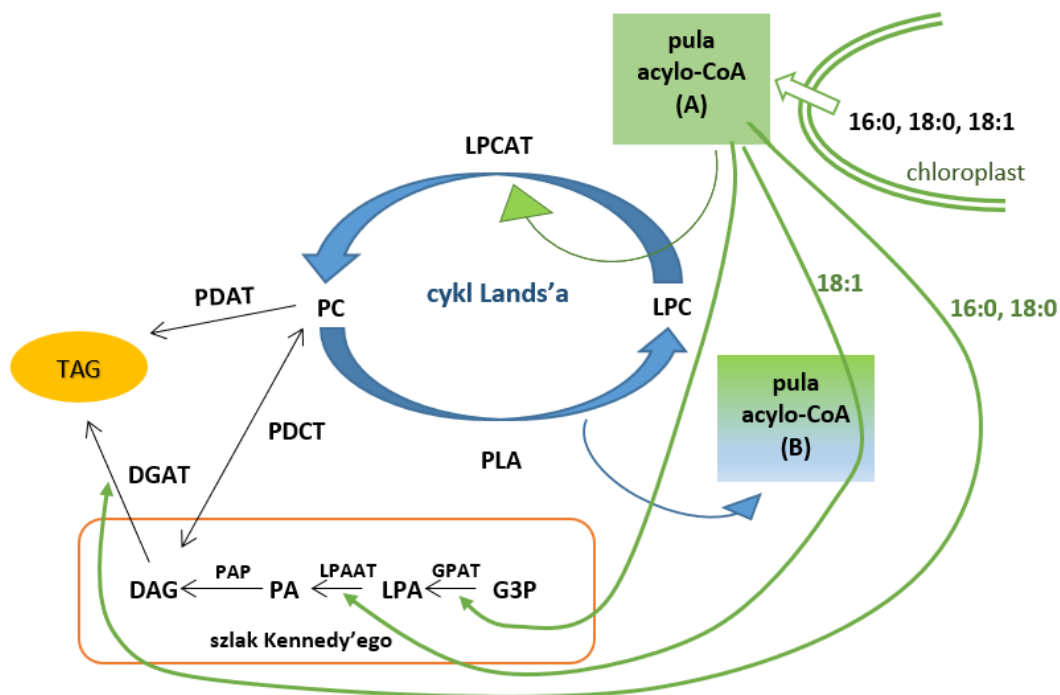 pula
acylo-CoA
(A)
16:0, 18:0, 18:1
chloroplast
LPCAT
cykl Lands’a
PDAT
PC
LPC
18:1
16:0, 18:0
TAG
pula
acylo-CoA
(B)
PDCT
PLA
DGAT
DAG
PAP
PA
LPAAT
LPA
GPAT
G3P
szlak Kennedy’ego